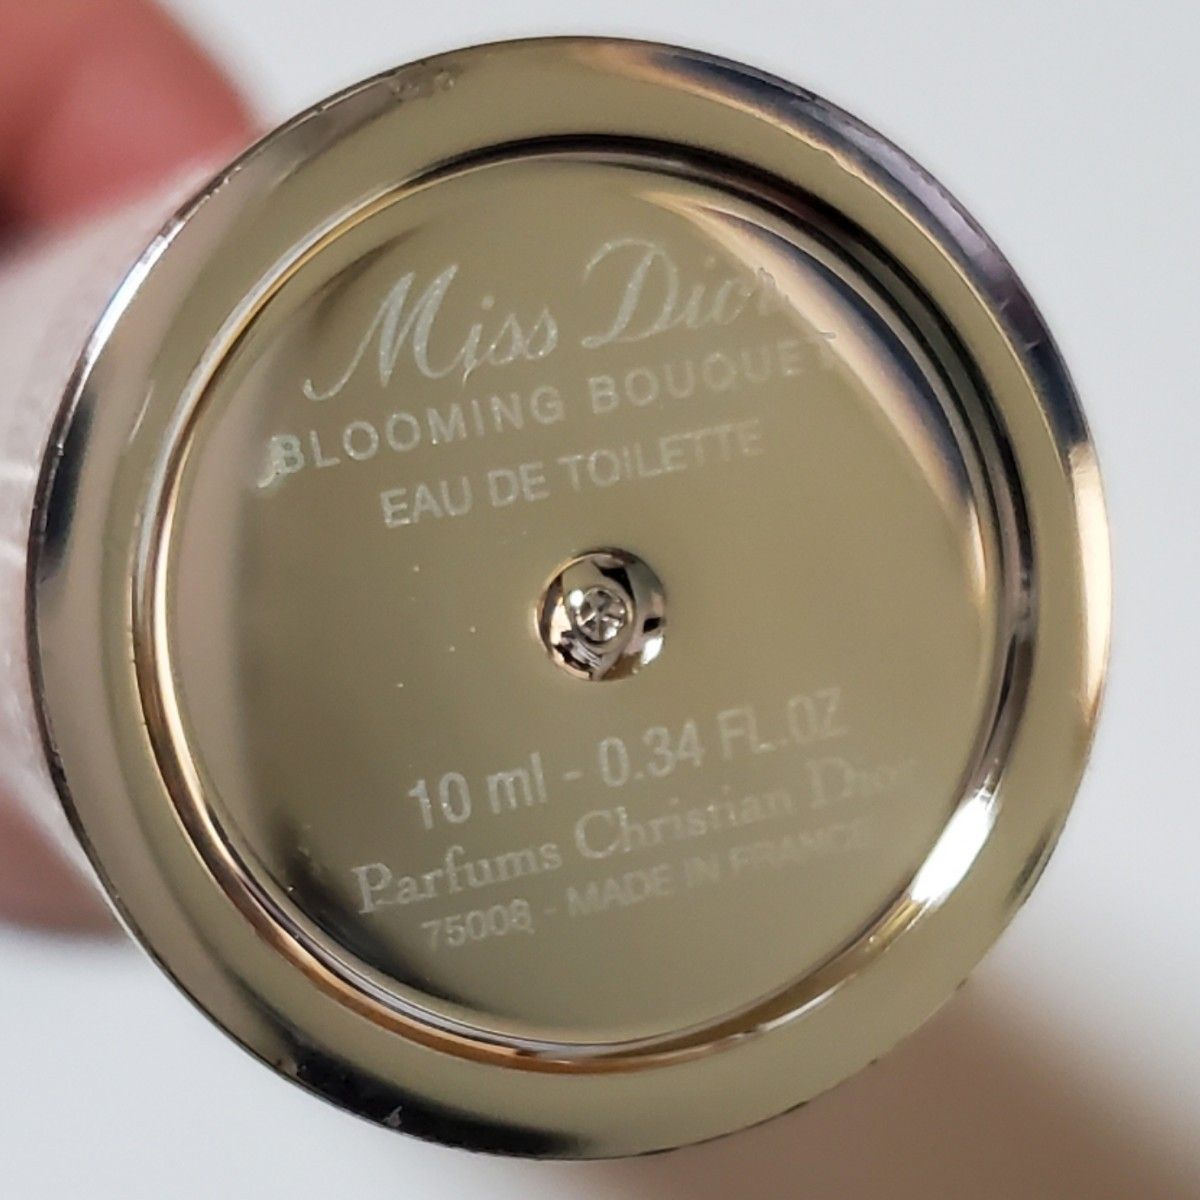 Miss Dior
BLOOMING BOUQUET
EAU DE TOILETTE
10 ml - 0.34 FL.OZ
Parfums Christian Dior
75008 - MADE IN FRANCE